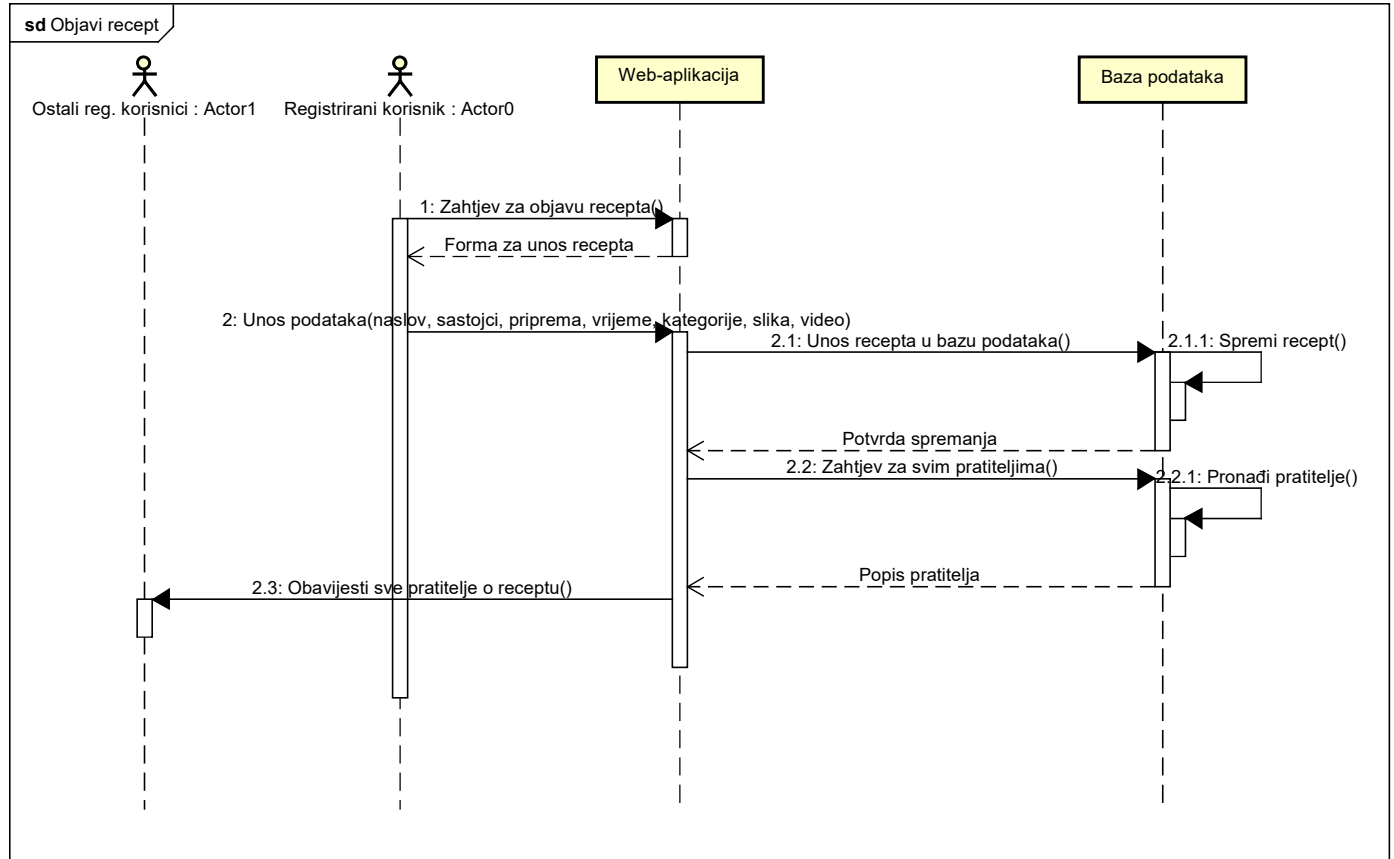 sd Objavi recept
Ostali reg. korisnici : Actor1
Registrirani korisnik : Actor0
Web-aplikacija
Baza podataka
1: Zahtjev za objavu recepta()
Forma za unos recepta
2: Unos podataka(naslov, sastojci, priprema, vrijeme, kategorije, slika, video)
2.1: Unos recepta u bazu podataka()
2.1.1: Spremi recept()
Potvrda spremanja
2.2: Zahtjev za svim pratiteljima()
2.2.1: Pronađi pratitelje()
Popis pratitelja
2.3: Obavijesti sve pratitelje o receptu()